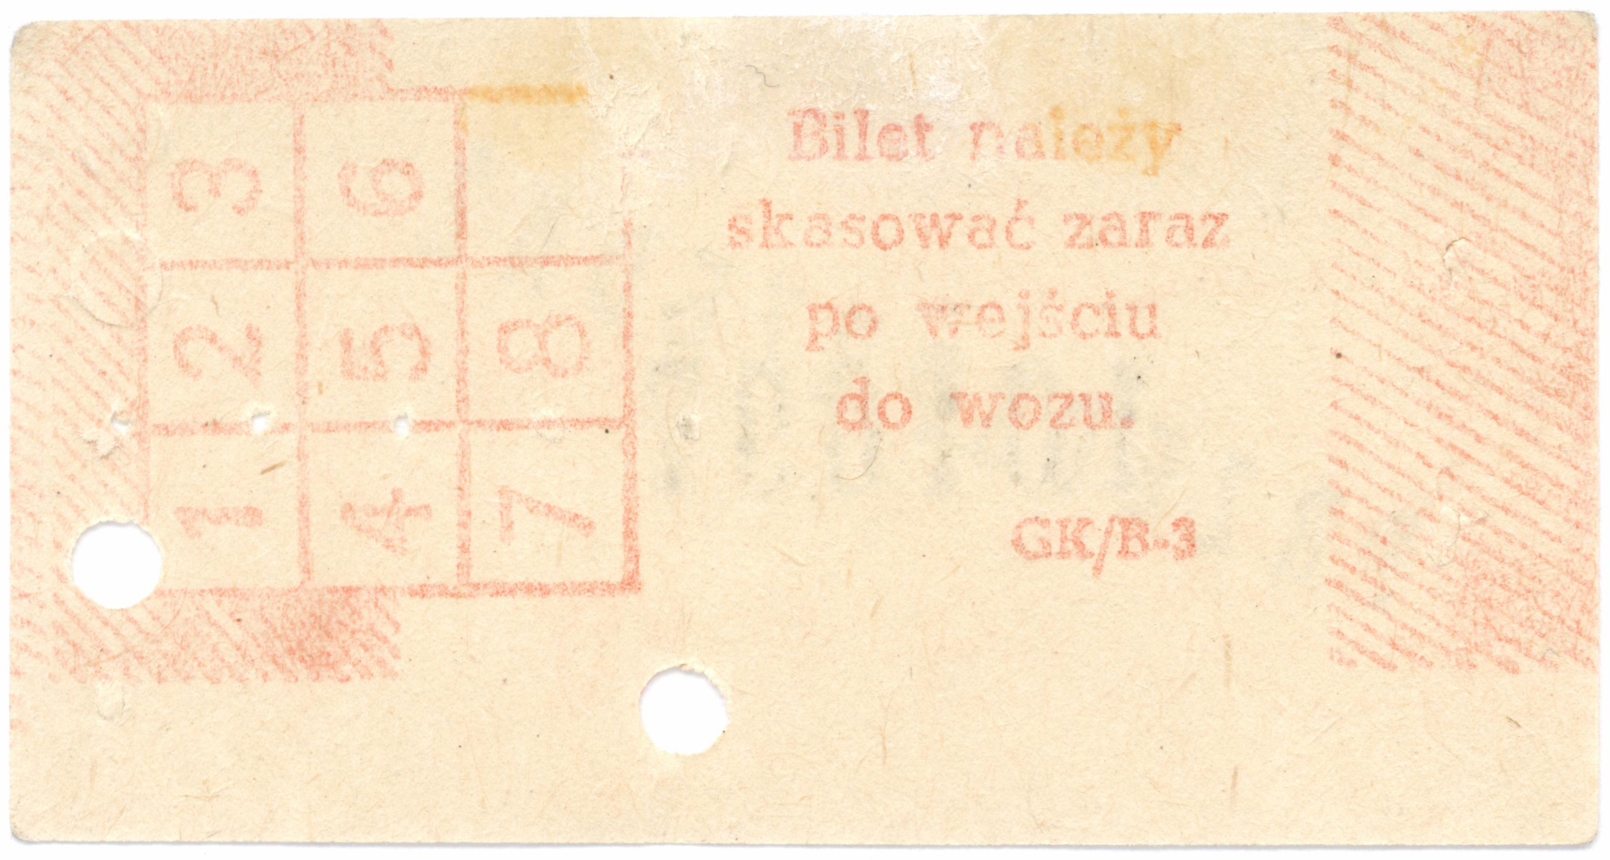 3 6
2 5 8
1 4 7
Bilet należy
skasować zaraz
po wejściu
do wozu.
GK/B-3